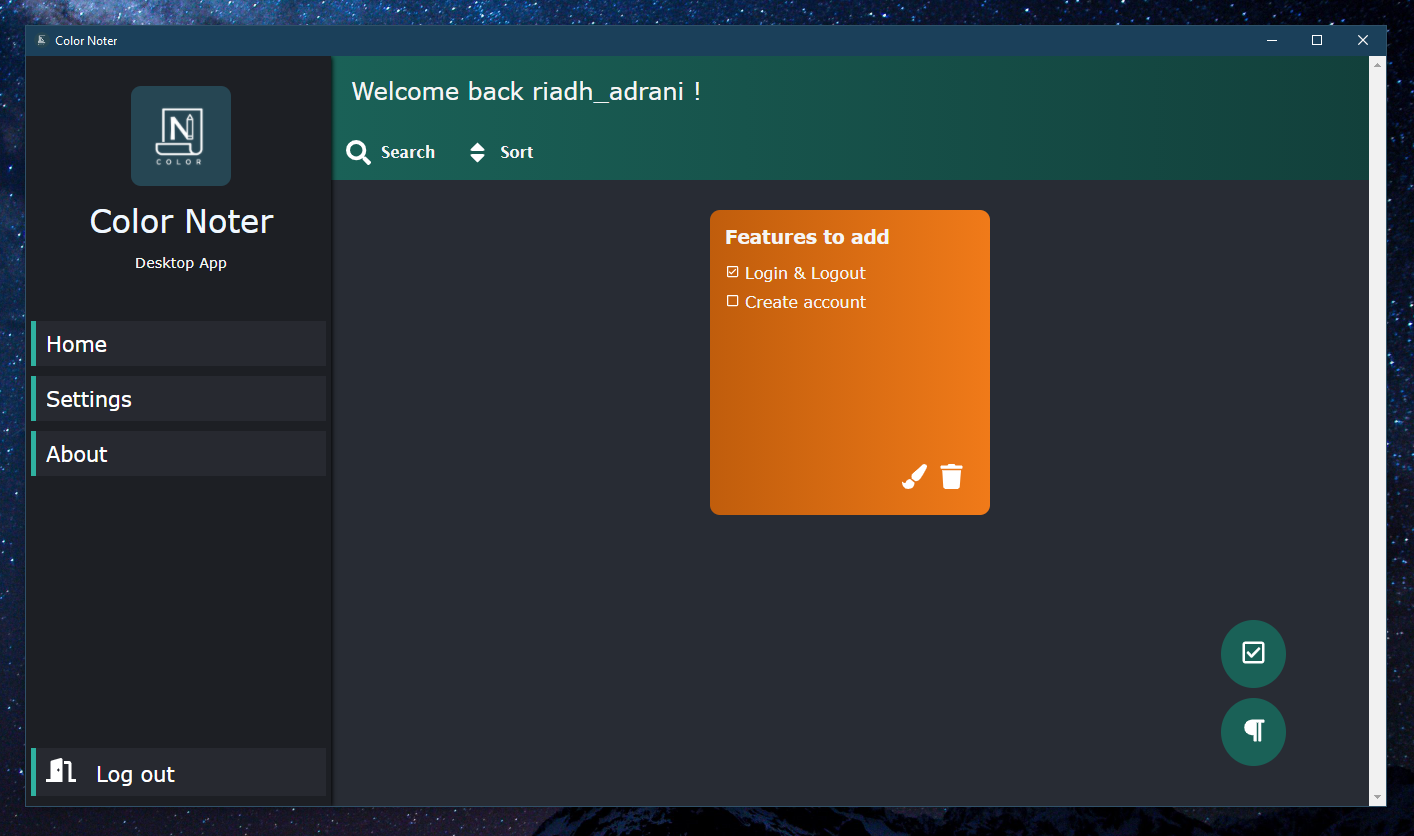 Color Noter
N
COLOR
Color Noter
Desktop App
Home
Settings
About
Log out
Welcome back riadh_adrani !
Search
Sort
Features to add
Login & Logout
Create account
¶